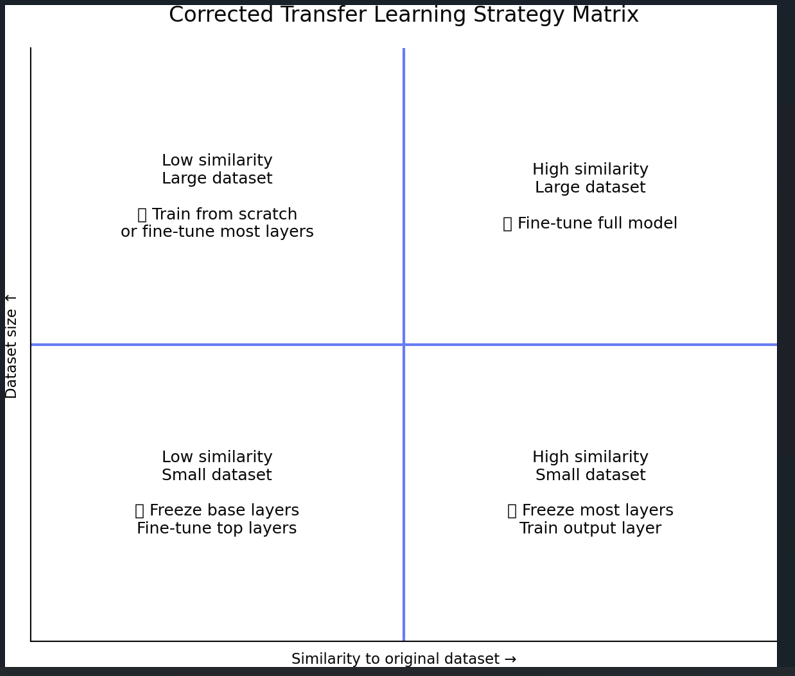 Corrected Transfer Learning Strategy Matrix
Low similarity
Large dataset
Train from scratch
or fine-tune most layers
High similarity
Large dataset
Fine-tune full model
Dataset size ↑
Low similarity
Small dataset
Freeze base layers
Fine-tune top layers
High similarity
Small dataset
Freeze most layers
Train output layer
Similarity to original dataset →